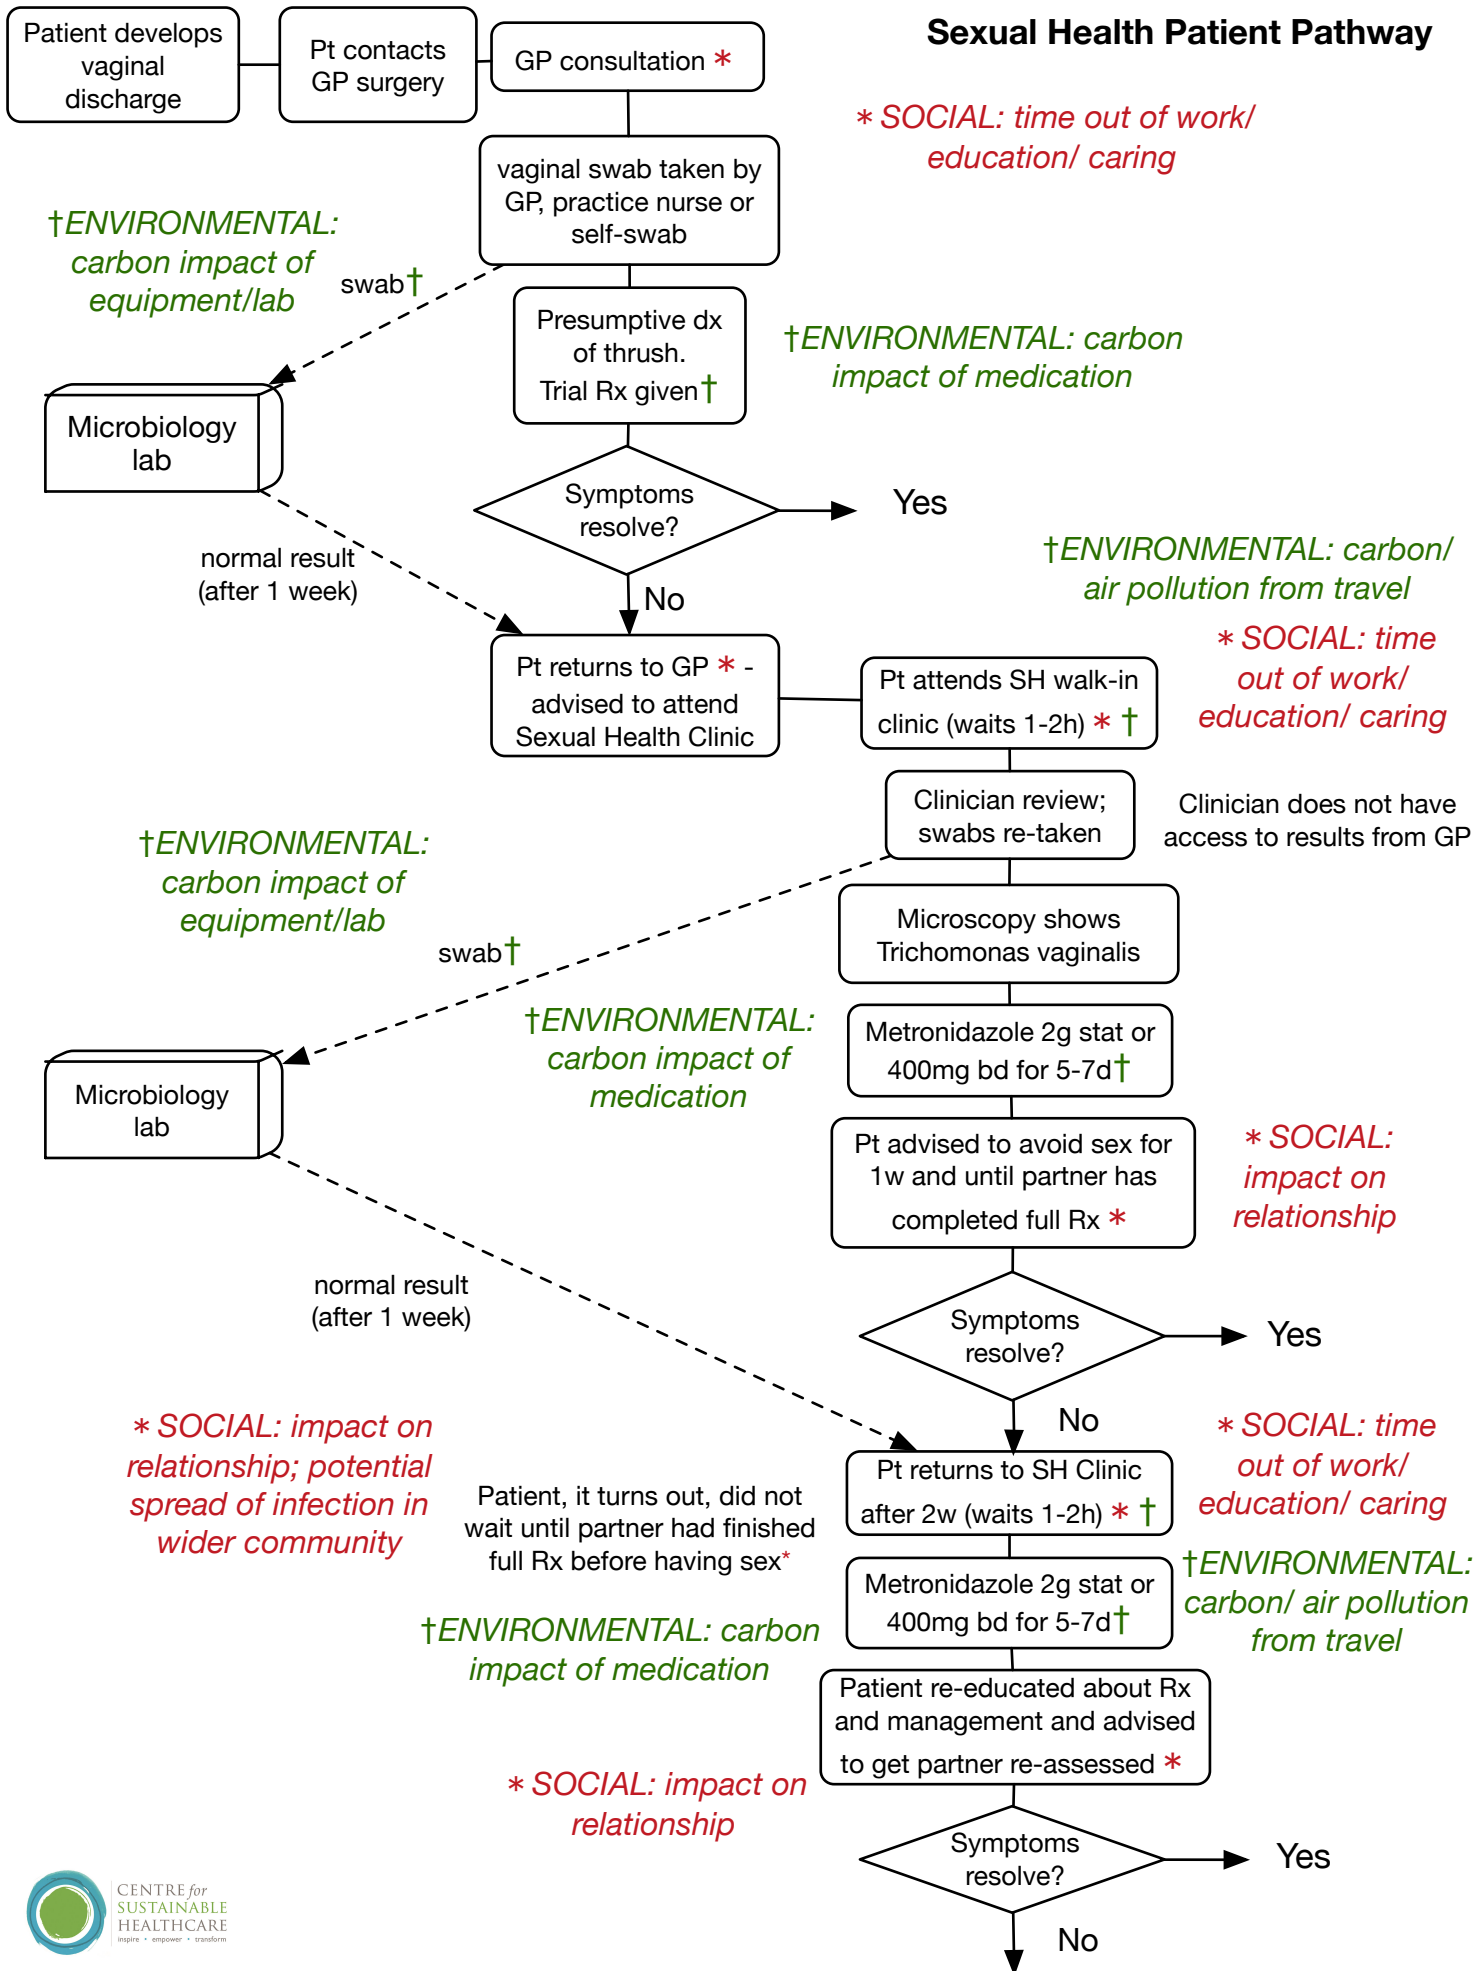 Sexual Health Patient Pathway
Patient develops
vaginal
discharge
Pt contacts
GP surgery
GP consultation *
* SOCIAL: time out of work/
education/ caring
vaginal swab taken by
GP, practice nurse or
self-swab
†ENVIRONMENTAL:
carbon impact of
equipment/lab
swab†
Presumptive dx
of thrush.
Trial Rx given†
†ENVIRONMENTAL: carbon
impact of medication
Microbiology
lab
Symptoms
resolve?
Yes
normal result
(after 1 week)
No
†ENVIRONMENTAL: carbon/
air pollution from travel
Pt returns to GP * -
advised to attend
Sexual Health Clinic
Pt attends SH walk-in
clinic (waits 1-2h) * †
* SOCIAL: time
out of work/
education/ caring
Clinician review;
swabs re-taken
Clinician does not have
access to results from GP
†ENVIRONMENTAL:
carbon impact of
equipment/lab
swab†
Microscopy shows
Trichomonas vaginalis
†ENVIRONMENTAL:
carbon impact of
medication
Metronidazole 2g stat or
400mg bd for 5-7d†
Microbiology
lab
Pt advised to avoid sex for
1w and until partner has
completed full Rx *
* SOCIAL:
impact on
relationship
normal result
(after 1 week)
Symptoms
resolve?
Yes
No
* SOCIAL: impact on
relationship; potential
spread of infection in
wider community
Patient, it turns out, did not
wait until partner had finished
full Rx before having sex*
Pt returns to SH Clinic
after 2w (waits 1-2h) * †
* SOCIAL: time
out of work/
education/ caring
Metronidazole 2g stat or
400mg bd for 5-7d†
†ENVIRONMENTAL:
carbon/ air pollution
from travel
†ENVIRONMENTAL: carbon
impact of medication
Patient re-educated about Rx
and management and advised
to get partner re-assessed *
* SOCIAL: impact on
relationship
Symptoms
resolve?
Yes
No
CENTRE for
SUSTAINABLE
HEALTHCARE
inspire • empower • transform